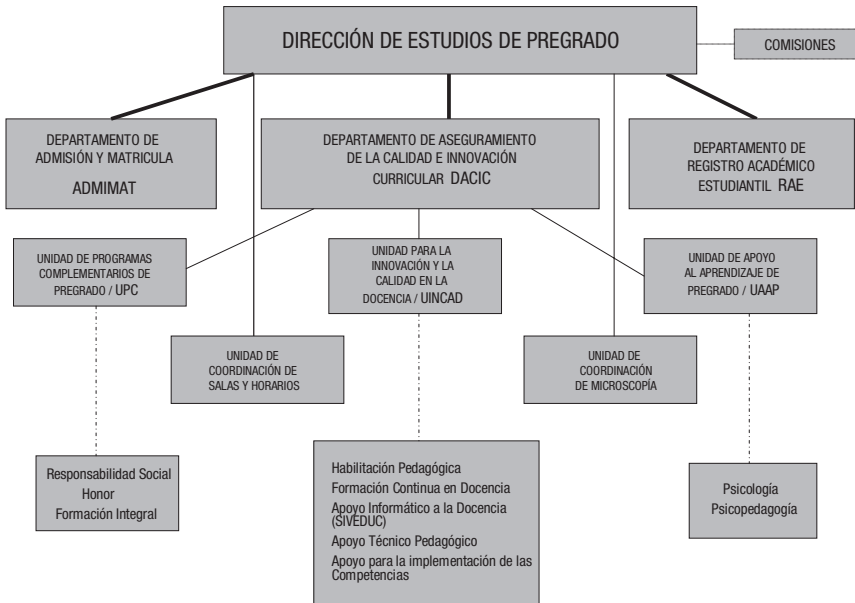 DIRECCIÓN DE ESTUDIOS DE PREGRADO
COMISIONES
DEPARTAMENTO DE
ADMISIÓN Y MATRICULA
ADMIMAT
DEPARTAMENTO DE ASEGURAMIENTO
DE LA CALIDAD E INNOVACIÓN
CURRICULAR DACIC
DEPARTAMENTO DE
REGISTRO ACADÉMICO
ESTUDIANTIL RAE
UNIDAD DE PROGRAMAS
COMPLEMENTARIOS DE
PREGRADO / UPC
UNIDAD PARA LA
INNOVACIÓN Y LA
CALIDAD EN LA
DOCENCIA / UINCAD
UNIDAD DE APOYO
AL APRENDIZAJE DE
PREGRADO / UAAP
UNIDAD DE
COORDINACIÓN DE
SALAS Y HORARIOS
UNIDAD DE
COORDINACIÓN
DE MICROSCOPÍA
Responsabilidad Social
Honor
Formación Integral
Habilitación Pedagógica
Formación Continua en Docencia
Apoyo Informático a la Docencia
(SIVEDUC)
Apoyo Técnico Pedagógico
Apoyo para la implementación de las
Competencias
Psicología
Psicopedagogía